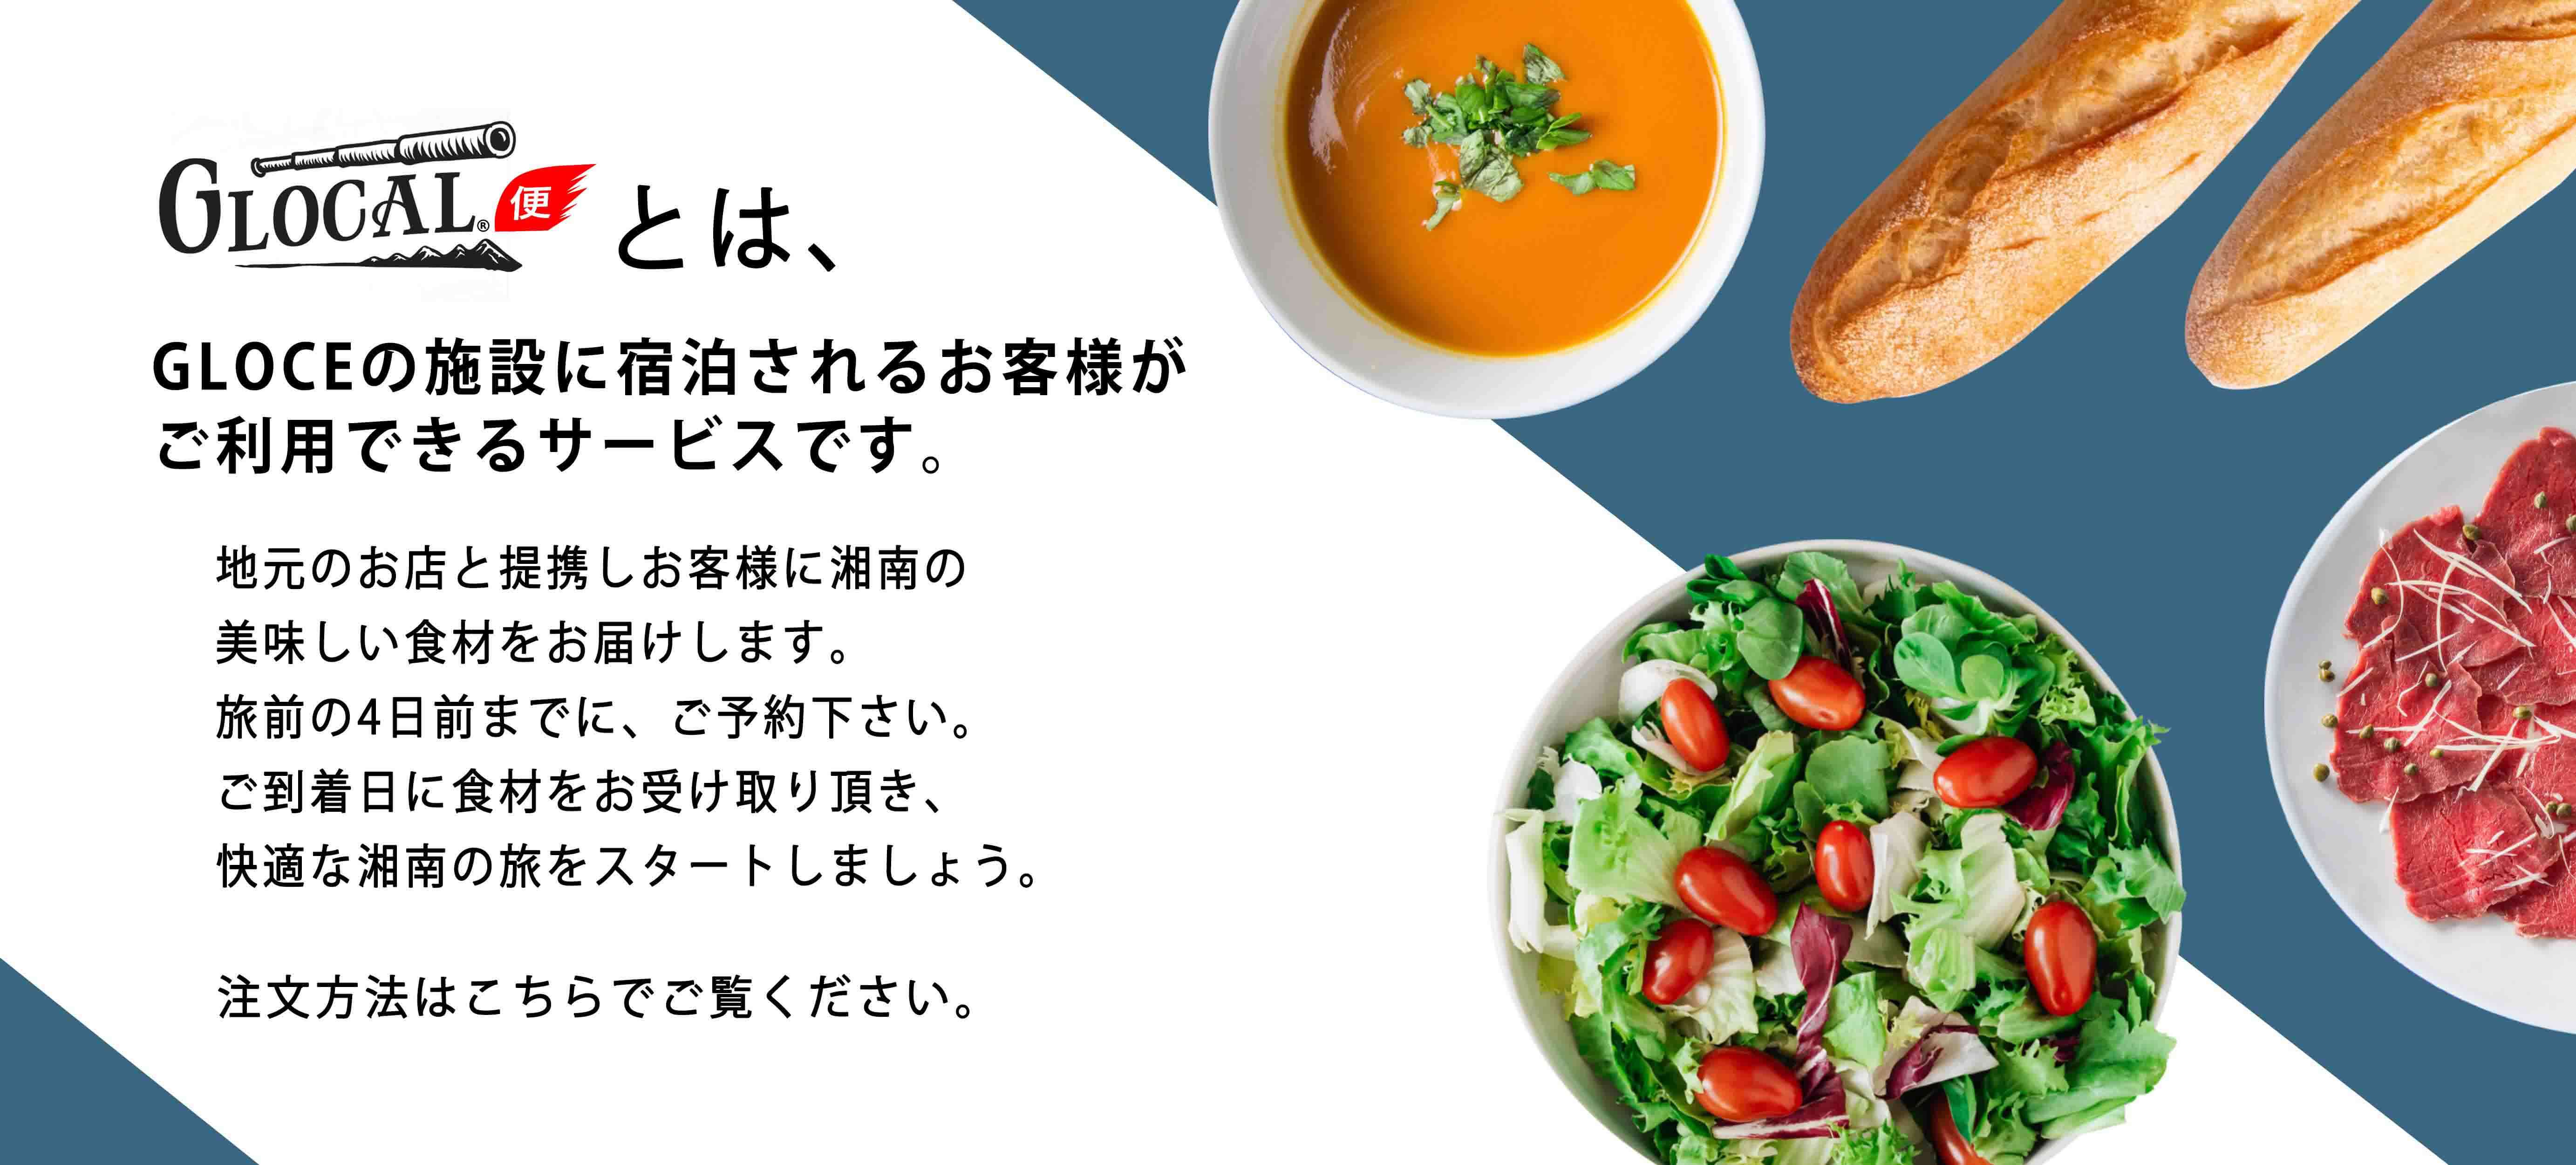 GLOCAL® 便 とは、
GLOCEの施設に宿泊されるお客様が
ご利用できるサービスです。
地元のお店と提携しお客様に湘南の
美味しい食材をお届けします。
旅前の4日前までに、ご予約下さい。
ご到着日に食材をお受け取り頂き、
快適な湘南の旅をスタートしましょう。
注文方法はこちらでご覧ください。